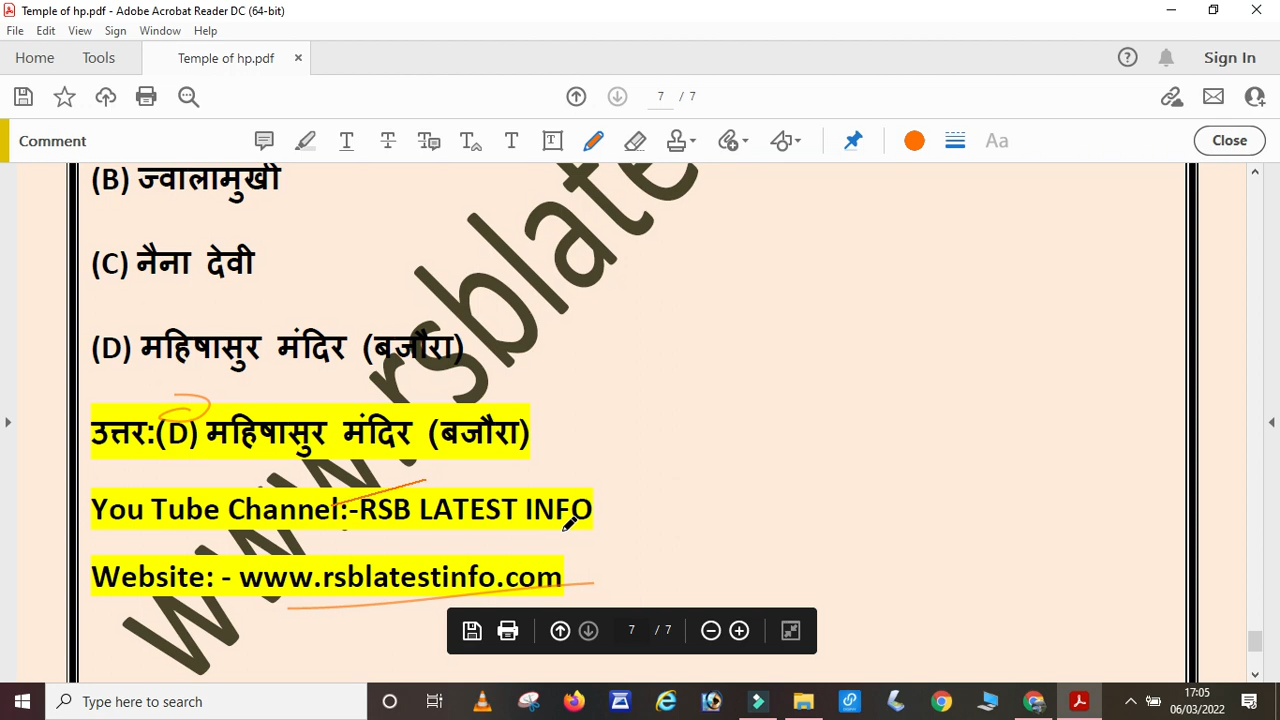 Temple of hp.pdf - Adobe Acrobat Reader DC (64-bit)
File Edit View Sign Window Help
Home Tools Temple of hp.pdf × Sign In
7 / 7
Comment Close
(B) ज्वालामुखी
(C) नैना देवी
(D) महिषासुर मंदिर (बजौरा)
उत्तर:(D) महिषासुर मंदिर (बजौरा)
You Tube Channel:-RSB LATEST INFO
Website: - www.rsblatestinfo.com
www.rsblate
7 / 7
Type here to search
17:05
06/03/2022